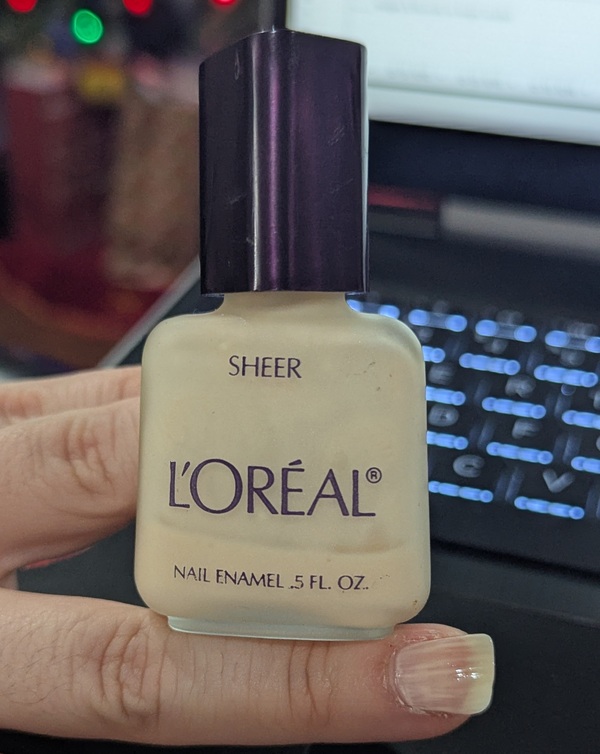 SHEER
L'ORÉAL®
NAIL ENAMEL .5 FL. OZ.
C
V